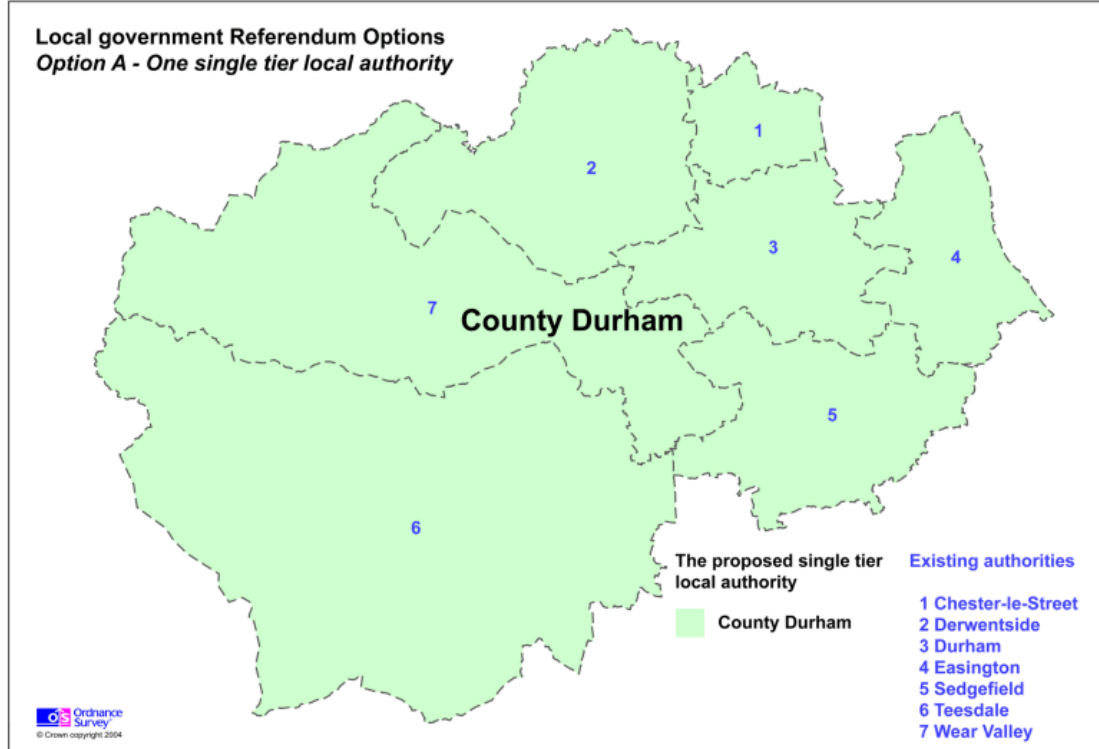 Local government Referendum Options
Option A - One single tier local authority
1
2
3
4
7
County Durham
5
6
The proposed single tier
local authority
County Durham
Existing authorities
1 Chester-le-Street
2 Derwentside
3 Durham
4 Easington
5 Sedgefield
6 Teesdale
7 Wear Valley
OS Ordnance
Survey®
© Crown copyright 2004